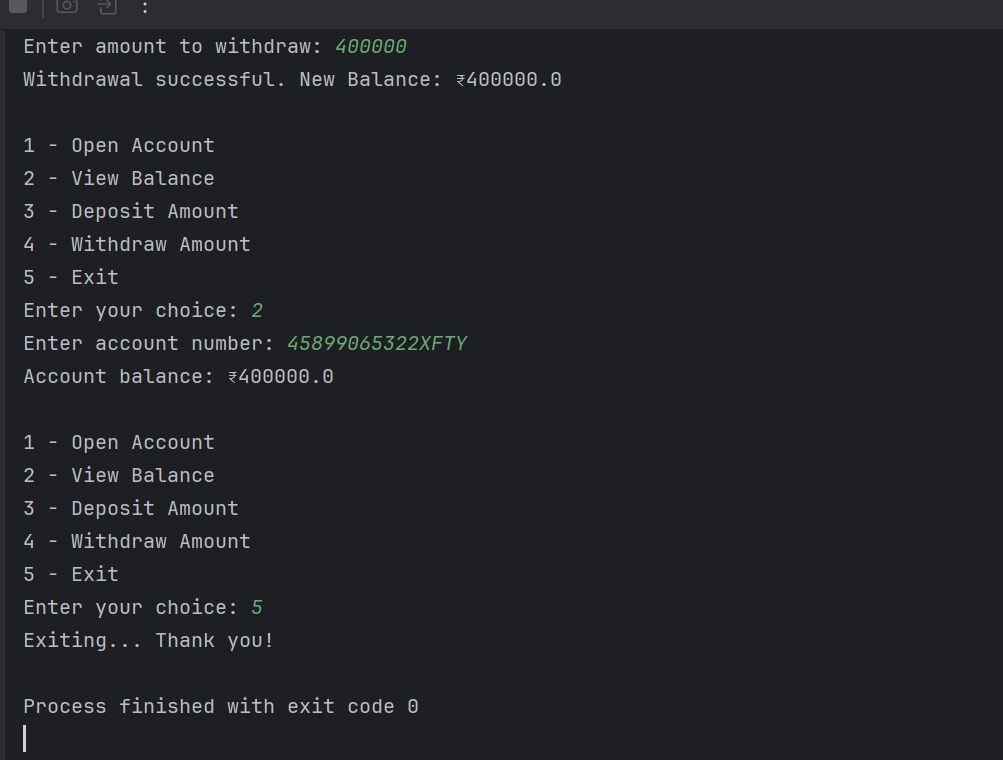 Enter amount to withdraw: 400000
Withdrawal successful. New Balance: ₹400000.0
1 - Open Account
2 - View Balance
3 - Deposit Amount
4 - Withdraw Amount
5 - Exit
Enter your choice: 2
Enter account number: 45899065322XFTY
Account balance: ₹400000.0
1 - Open Account
2 - View Balance
3 - Deposit Amount
4 - Withdraw Amount
5 - Exit
Enter your choice: 5
Exiting... Thank you!
Process finished with exit code 0